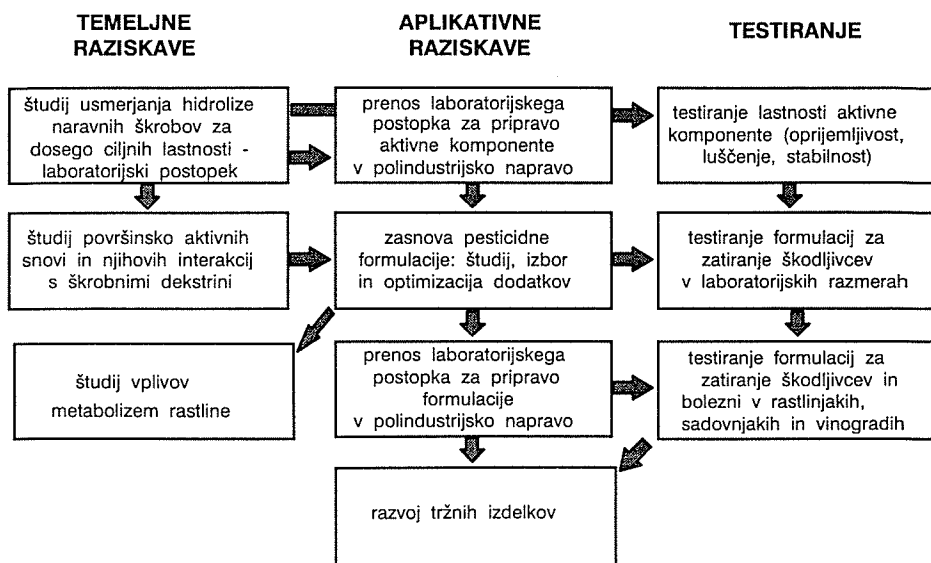 TEMELJNE
RAZISKAVE
APLIKATIVNE
RAZISKAVE
TESTIRANJE
študij usmerjanja hidrolize
naravnih škrobov za
dosego ciljnih lastnosti -
laboratorijski postopek
prenos laboratorijskega
postopka za pripravo
aktivne komponente
v polindustrijsko napravo
testiranje lastnosti aktivne
komponente (oprijemljivost,
luščenje, stabilnost)
študij površinsko aktivnih
snovi in njihovih interakcij
s škrobnimi dekstrini
zasnova pesticidne
formulacije: študij, izbor
in optimizacija dodatkov
testiranje formulacij za
zatiranje škodljivcev
v laboratorijskih razmerah
študij vplivov
metabolizem rastline
prenos laboratorijskega
postopka za pripravo
formulacije
v polindustrijsko napravo
testiranje formulacij za
zatiranje škodljivcev in
bolezni v rastlinjakih,
sadovnjakih in vinogradih
razvoj tržnih izdelkov